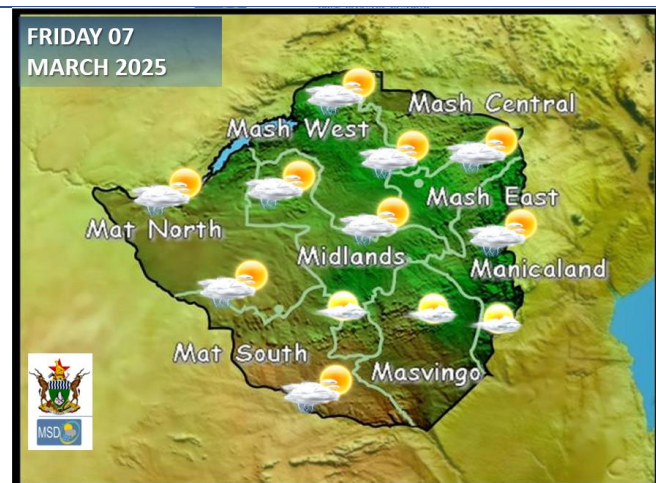 FRIDAY 07
MARCH 2025
Mash Central
Mash West
Mash East
Mat North
Midlands
Manicaland
Mat South
Masvingo
MSD